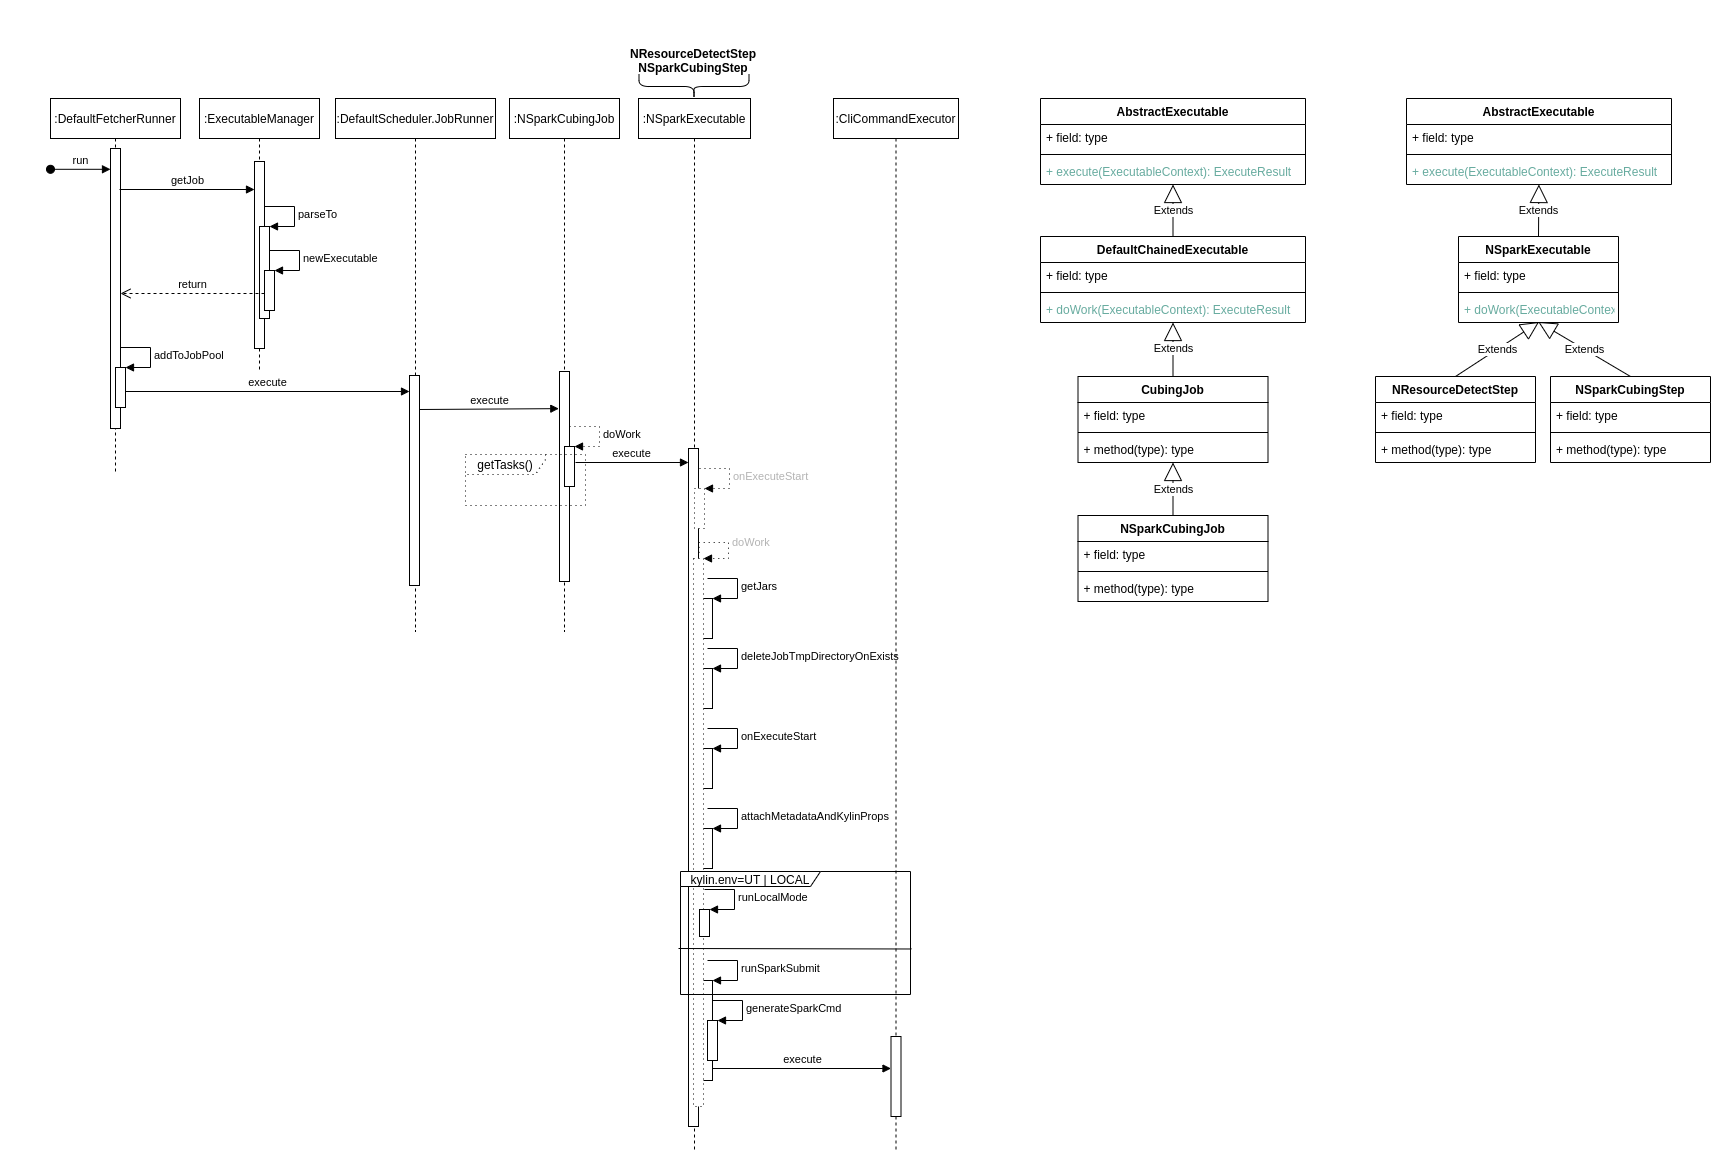 NResourceDetectStep
NSparkCubingStep
:DefaultFetcherRunner
:ExecutableManager
:DefaultScheduler.JobRunner
:NSparkCubingJob
:NSparkExecutable
:CliCommandExecutor
run
getJob
parseTo
newExecutable
return
addToJobPool
execute
execute
doWork
getTasks()
execute
onExecuteStart
doWork
getJars
deleteJobTmpDirectoryOnExists
onExecuteStart
attachMetadataAndKylinProps
kylin.env=UT | LOCAL
runLocalMode
runSparkSubmit
generateSparkCmd
execute
AbstractExecutable
+ field: type
+ execute(ExecutableContext): ExecuteResult
Extends
DefaultChainedExecutable
+ field: type
+ doWork(ExecutableContext): ExecuteResult
Extends
CubingJob
+ field: type
+ method(type): type
Extends
NSparkCubingJob
+ field: type
+ method(type): type
AbstractExecutable
+ field: type
+ execute(ExecutableContext): ExecuteResult
Extends
NSparkExecutable
+ field: type
+ doWork(ExecutableContex
Extends
Extends
NResourceDetectStep
+ field: type
+ method(type): type
NSparkCubingStep
+ field: type
+ method(type): type